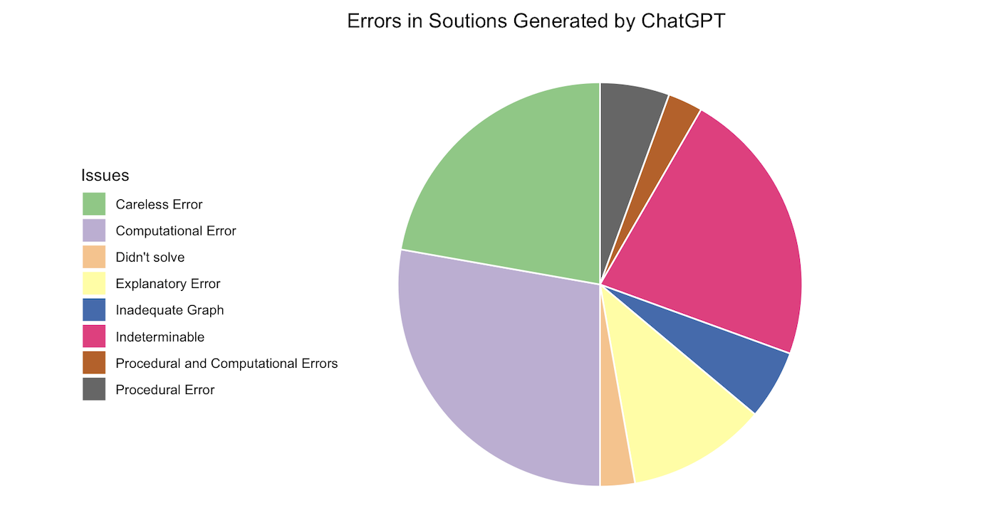 Errors in Soutions Generated by ChatGPT
Issues
Careless Error
Computational Error
Didn't solve
Explanatory Error
Inadequate Graph
Indeterminable
Procedural and Computational Errors
Procedural Error